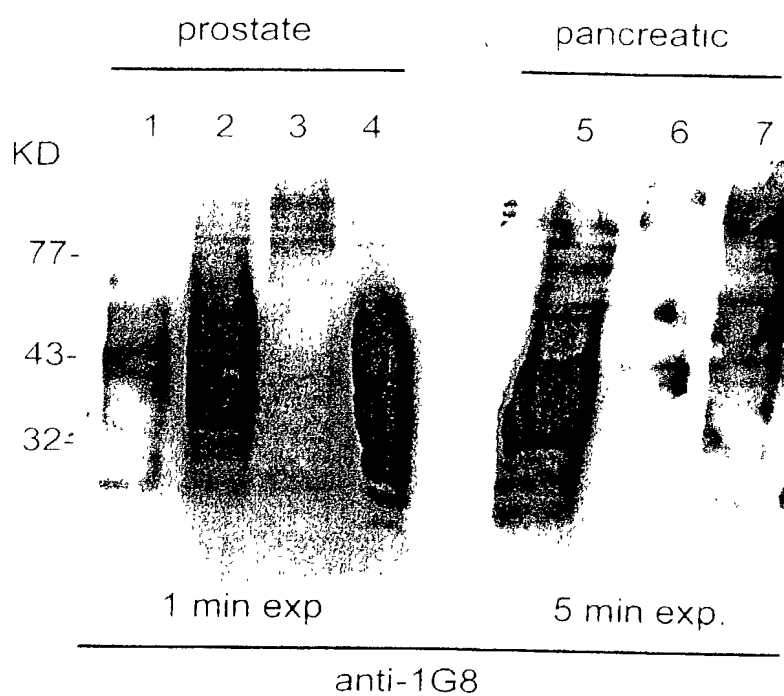 prostate pancreatic
1 2 3 4 5 6 7
KD
77-
43-
32-
1 min exp 5 min exp.
anti-1G8